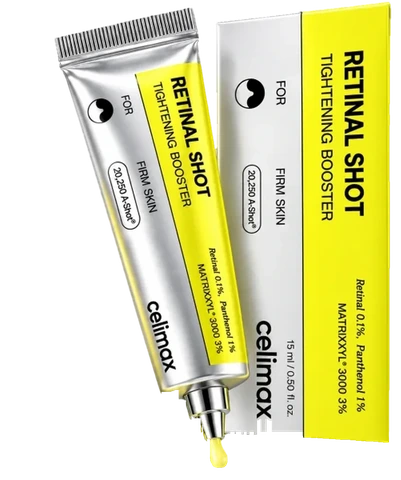 RETINAL SHOT
TIGHTENING BOOSTER
FOR
FIRM SKIN
20,250 A-Shot®
Retinal 0.1%, Panthenol 1%
MATRIXXYL® 3000 3%
celimax
RETINAL SHOT
TIGHTENING BOOSTER
FOR
FIRM SKIN
20,250 A-Shot®
Retinal 0.1%, Panthenol 1%
MATRIXXYL® 3000 3%
15 ml / 0.50 fl. oz.
celimax